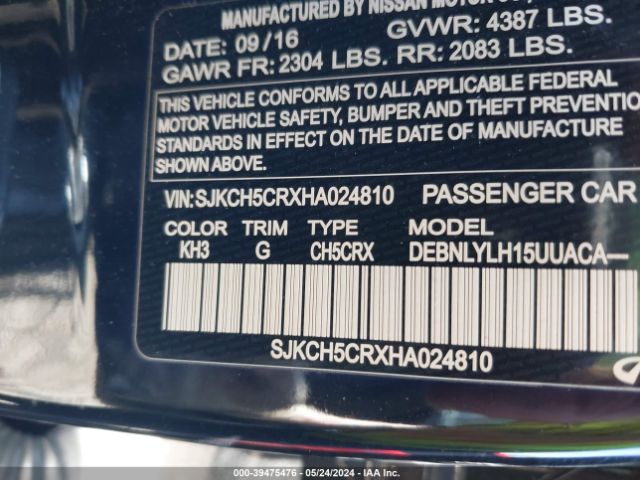 MANUFACTURED BY NISSAN MOTOR
DATE: 09/16 GVWR: 4387 LBS.
GAWR FR: 2304 LBS. RR: 2083 LBS.
THIS VEHICLE CONFORMS TO ALL APPLICABLE FEDERAL
MOTOR VEHICLE SAFETY, BUMPER AND THEFT PREVENTIO
STANDARDS IN EFFECT ON THE DATE OF MANUFACTURE
SHOWN ABOVE.
VIN:SJKCH5CRXHA024810 PASSENGER CAR
COLOR TRIM TYPE MODEL
KH3 G CH5CRX DEBNLYLH15UUACA—
SJKCH5CRXHA024810
000-39475476 • 05/24/2024 - IAA Inc.